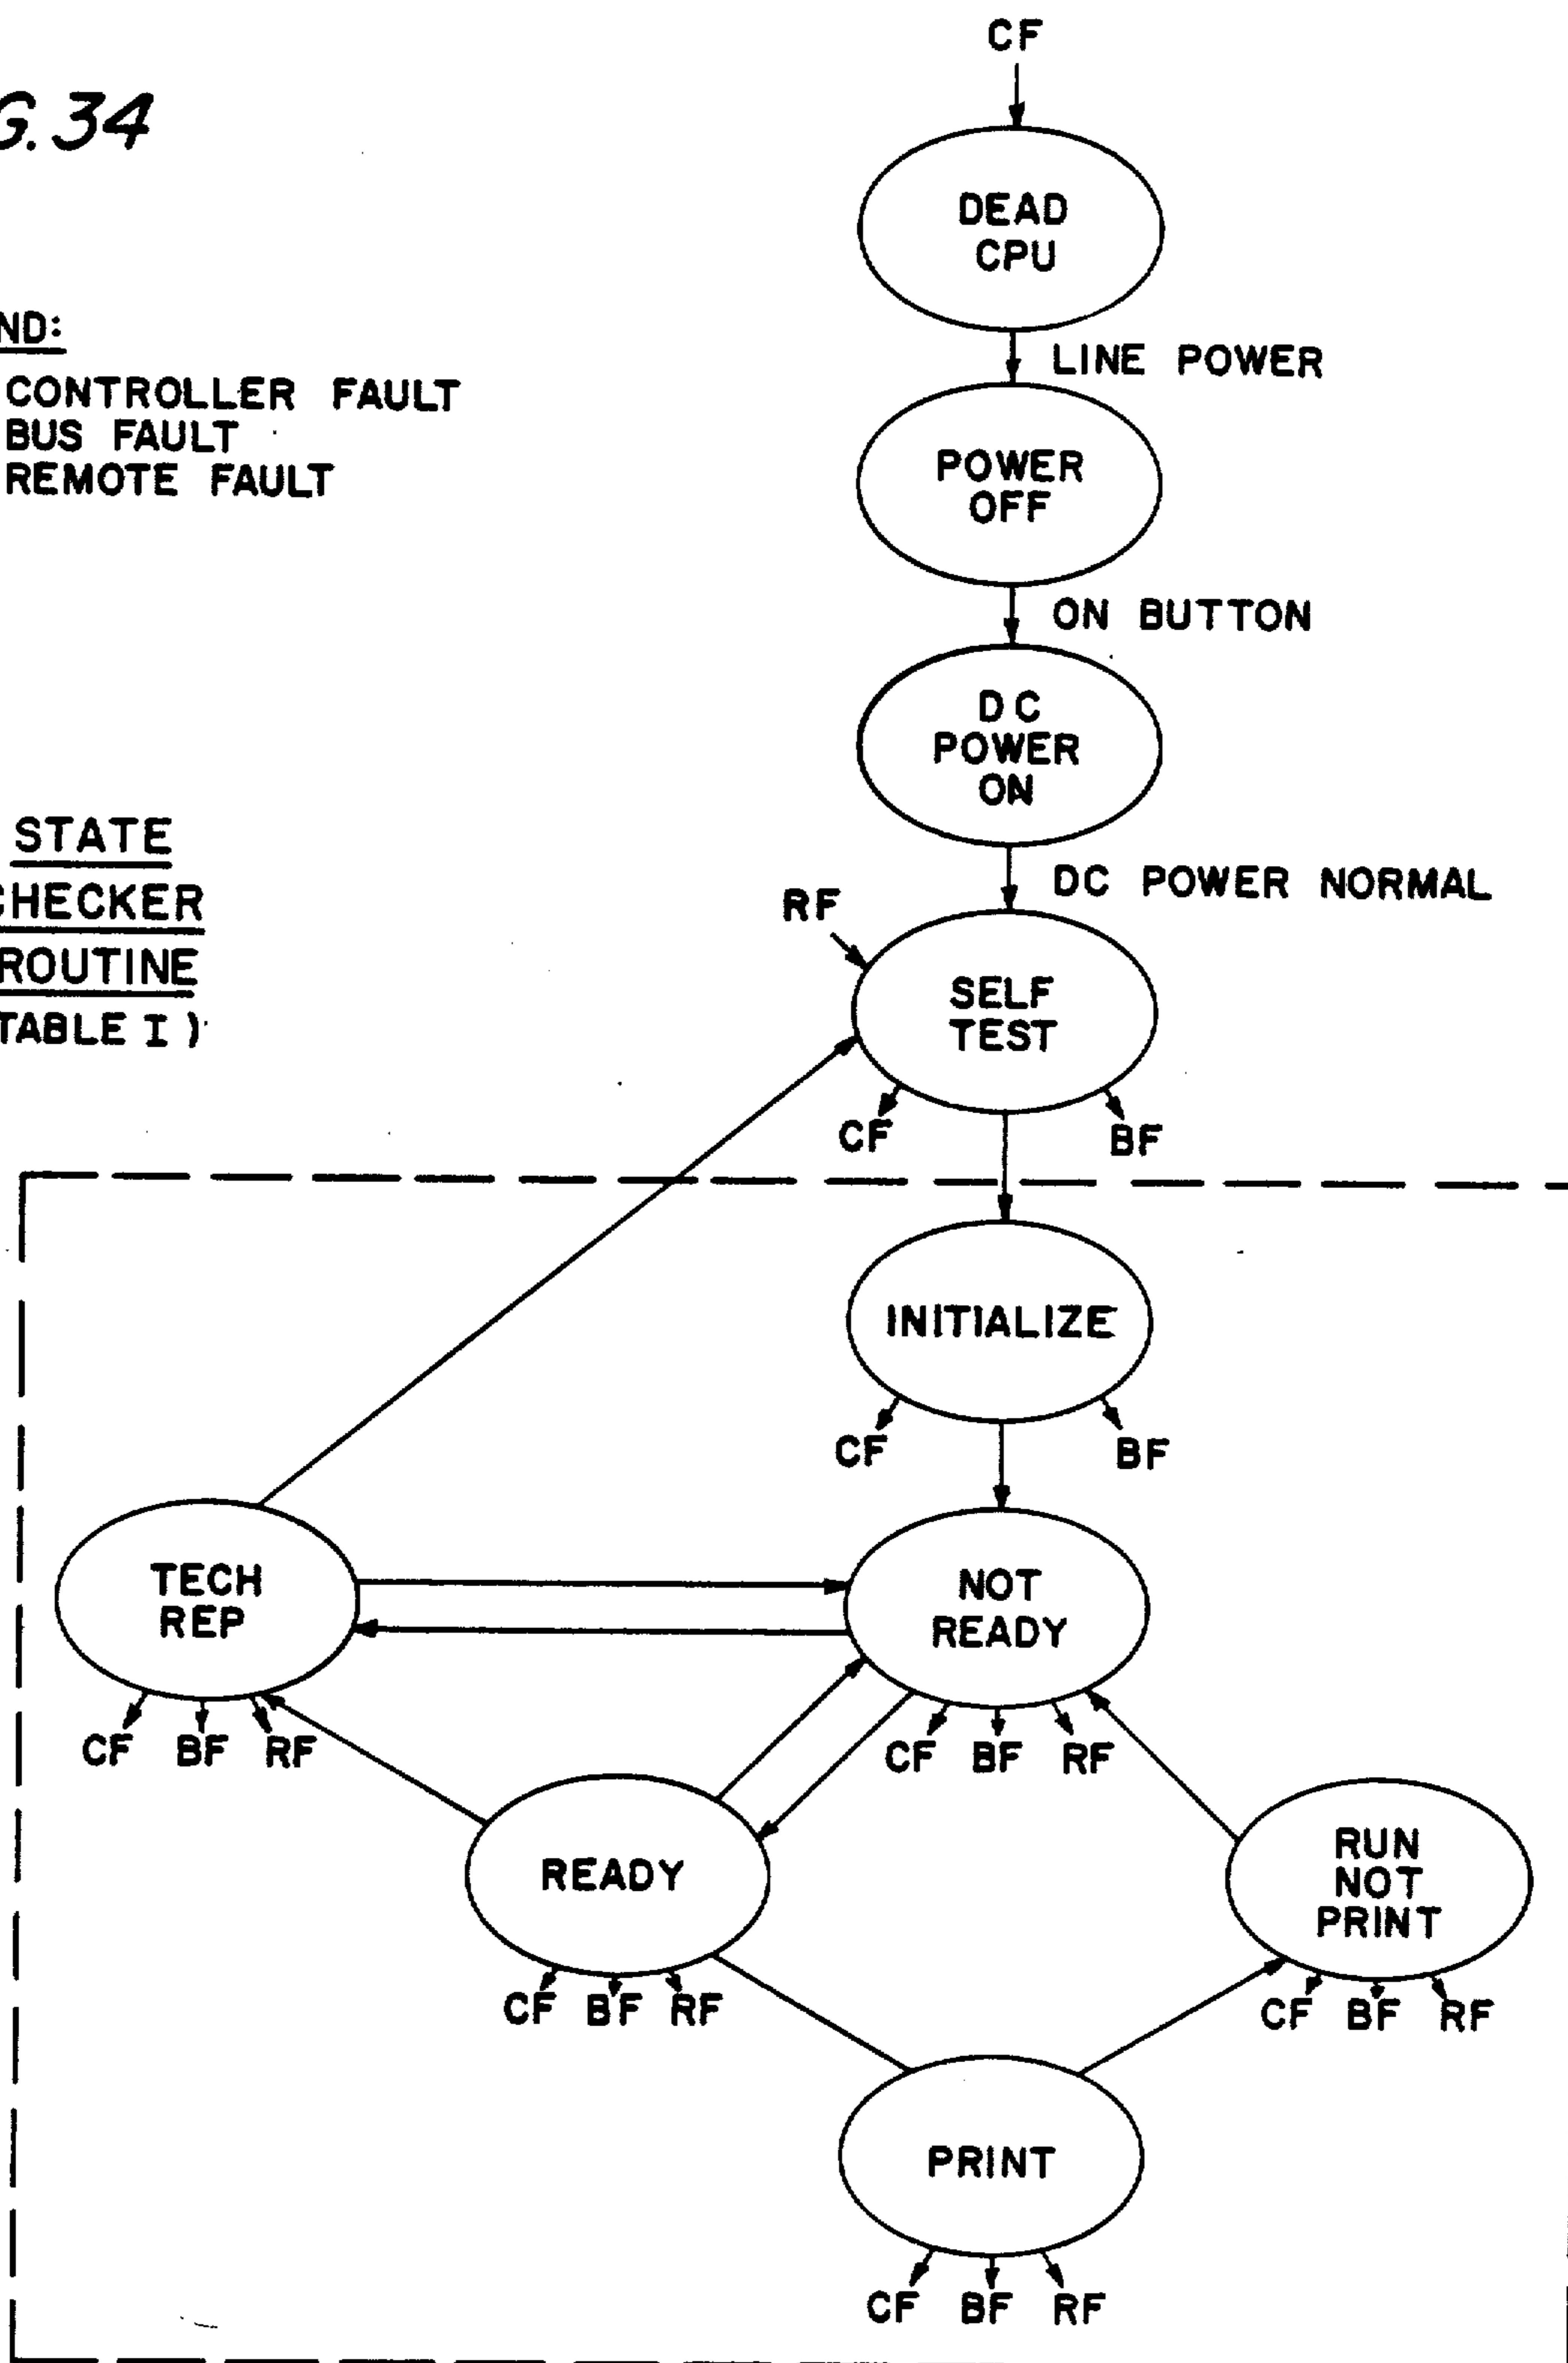 CF
G. 34
DEAD
CPU
ND:
CONTROLLER FAULT
BUS FAULT
REMOTE FAULT
LINE POWER
POWER
OFF
ON BUTTON
DC
POWER
ON
STATE
CHECKER
ROUTINE
TABLE I )
DC POWER NORMAL
RF
SELF
TEST
CF BF
INITIALIZE
CF BF
TECH
REP
NOT
READY
CF BF RF
CF BF RF
READY
RUN
NOT
PRINT
CF BF RF
CF BF RF
PRINT
CF BF RF